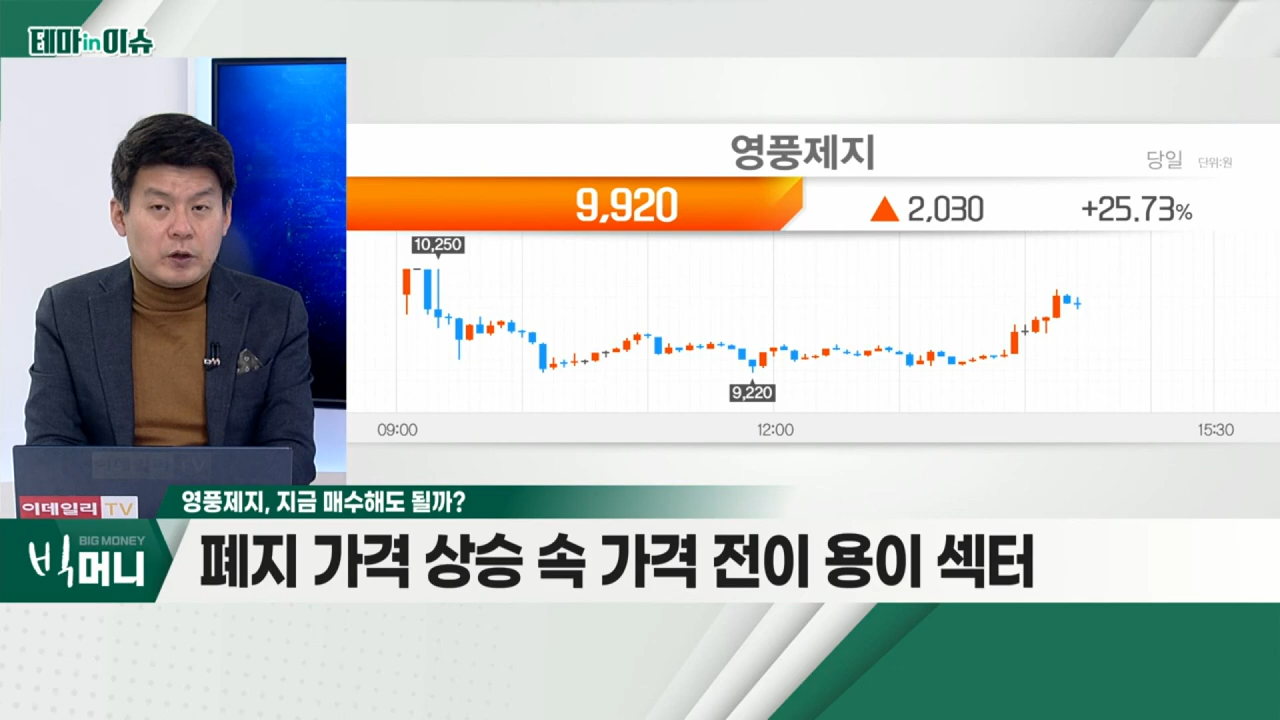 테마in이슈
영풍제지
당일 단위:원
9,920 ▲ 2,030 +25.73%
10,250
9,220
09:00 12:00 15:30
이데일리TV
영풍제지, 지금 매수해도 될까?
BIG MONEY
빅머니
폐지 가격 상승 속 가격 전이 용이 섹터